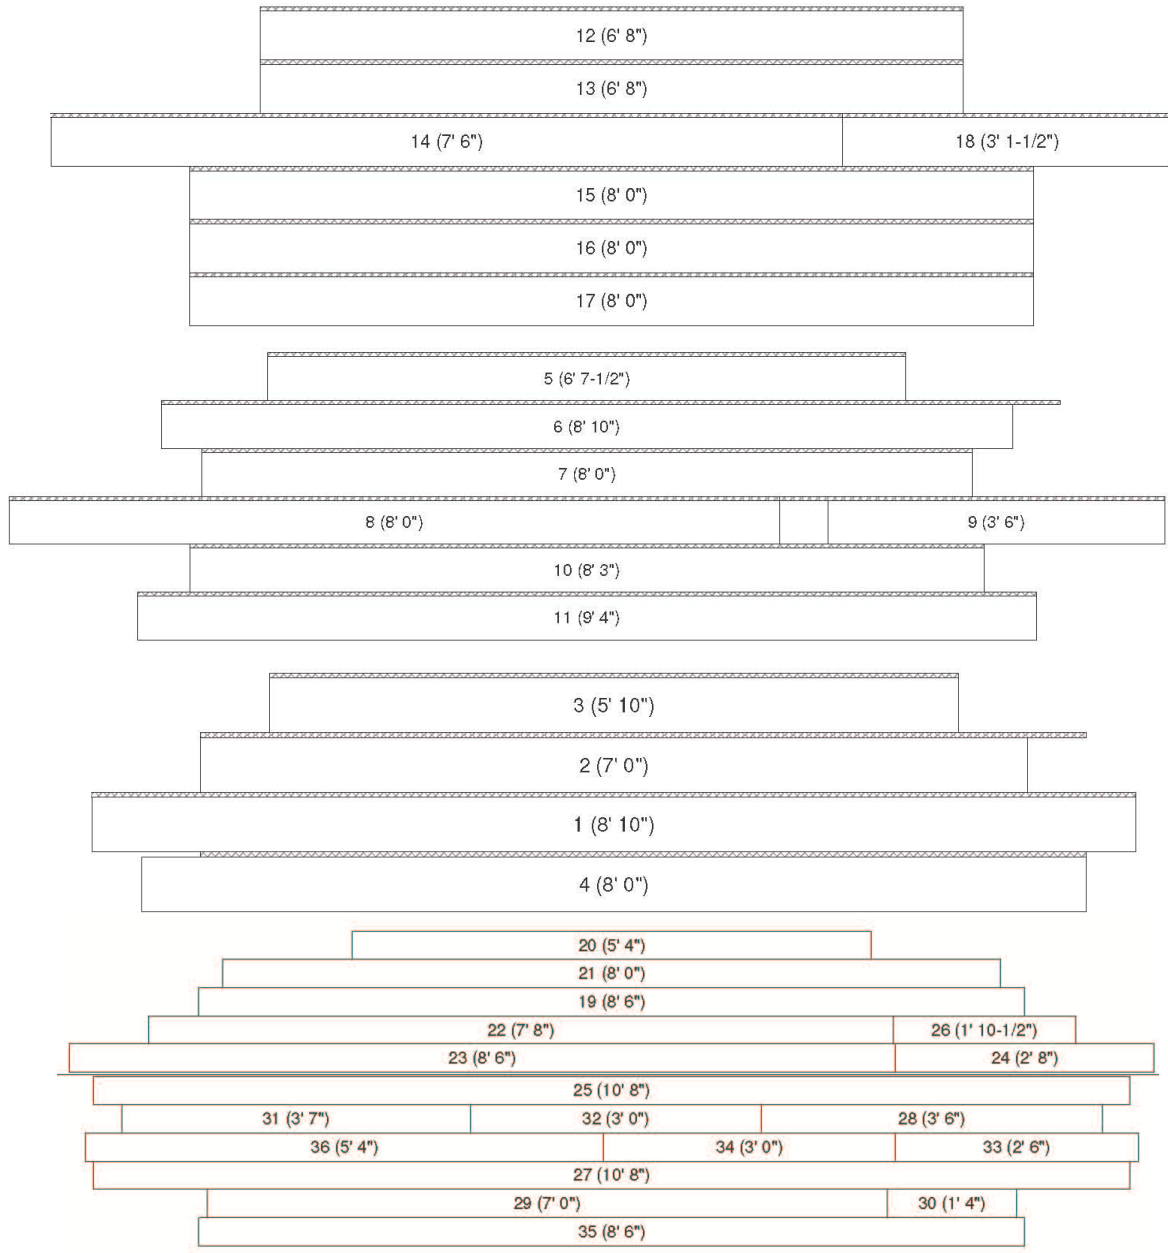 12 (6' 8")
13 (6' 8")
14 (7' 6") 18 (3' 1-1/2")
15 (8' 0")
16 (8' 0")
17 (8' 0")
5 (6' 7-1/2")
6 (8' 10")
7 (8' 0")
8 (8' 0") 9 (3' 6")
10 (8' 3")
11 (9' 4")
3 (5' 10")
2 (7' 0")
1 (8' 10")
4 (8' 0")
20 (5' 4")
21 (8' 0")
19 (8' 6")
22 (7' 8") 26 (1' 10-1/2")
23 (8' 6") 24 (2' 8")
25 (10' 8")
31 (3' 7") 32 (3' 0") 28 (3' 6")
36 (5' 4") 34 (3' 0") 33 (2' 6")
27 (10' 8")
29 (7' 0") 30 (1' 4")
35 (8' 6")